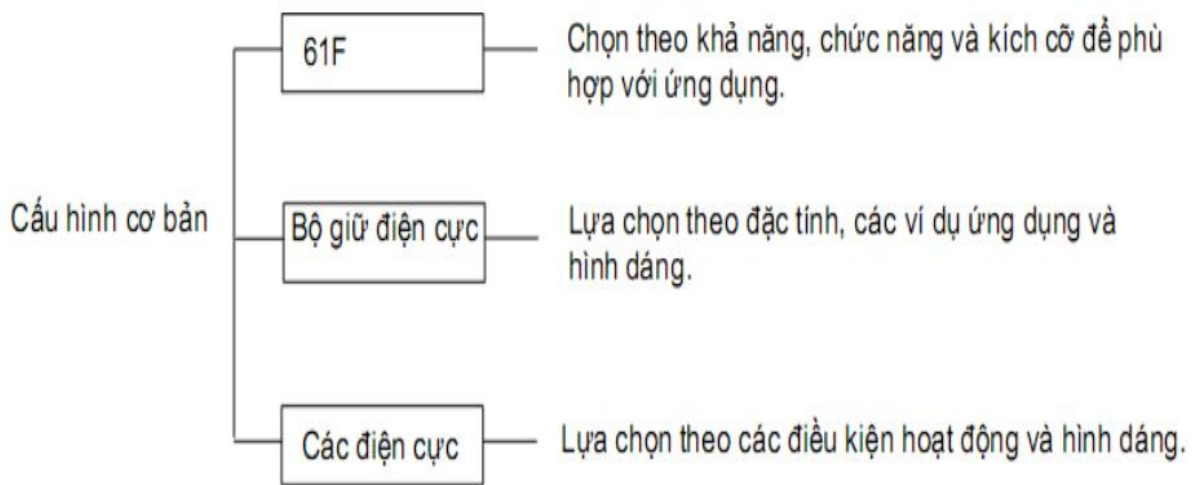 61F
Chọn theo khả năng, chức năng và kích cỡ để phù
hợp với ứng dụng.
Cấu hình cơ bản
Bộ giữ điện cực
Lựa chọn theo đặc tính, các ví dụ ứng dụng và
hình dáng.
Các điện cực
Lựa chọn theo các điều kiện hoạt động và hình dáng.